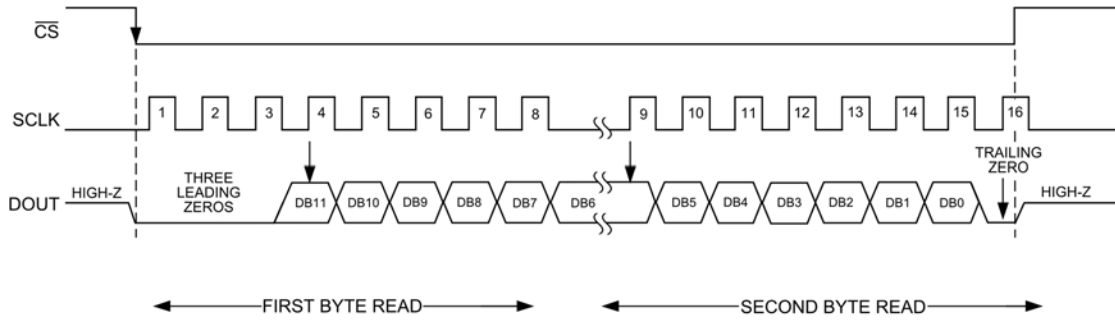 CS
SCLK
1 2 3 4 5 6 7 8 9 10 11 12 13 14 15 16
DOUT
HIGH-Z
THREE
LEADING
ZEROS
DB11 DB10 DB9 DB8 DB7 DB6 DB5 DB4 DB3 DB2 DB1 DB0
TRAILING
ZERO
HIGH-Z
FIRST BYTE READ
SECOND BYTE READ